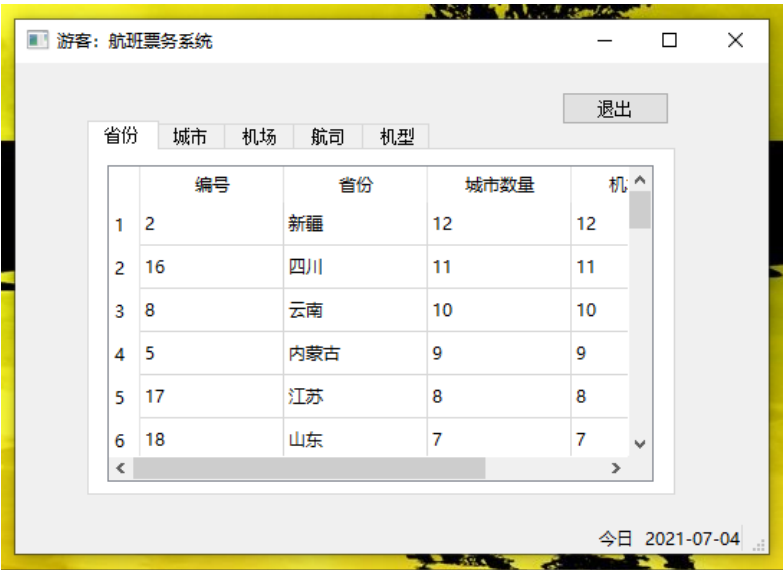 游客：航班票务系统
退出
省份 城市 机场 航司 机型
编号 省份 城市数量 机
1 2 新疆 12 12
2 16 四川 11 11
3 8 云南 10 10
4 5 内蒙古 9 9
5 17 江苏 8 8
6 18 山东 7 7
今日 2021-07-04